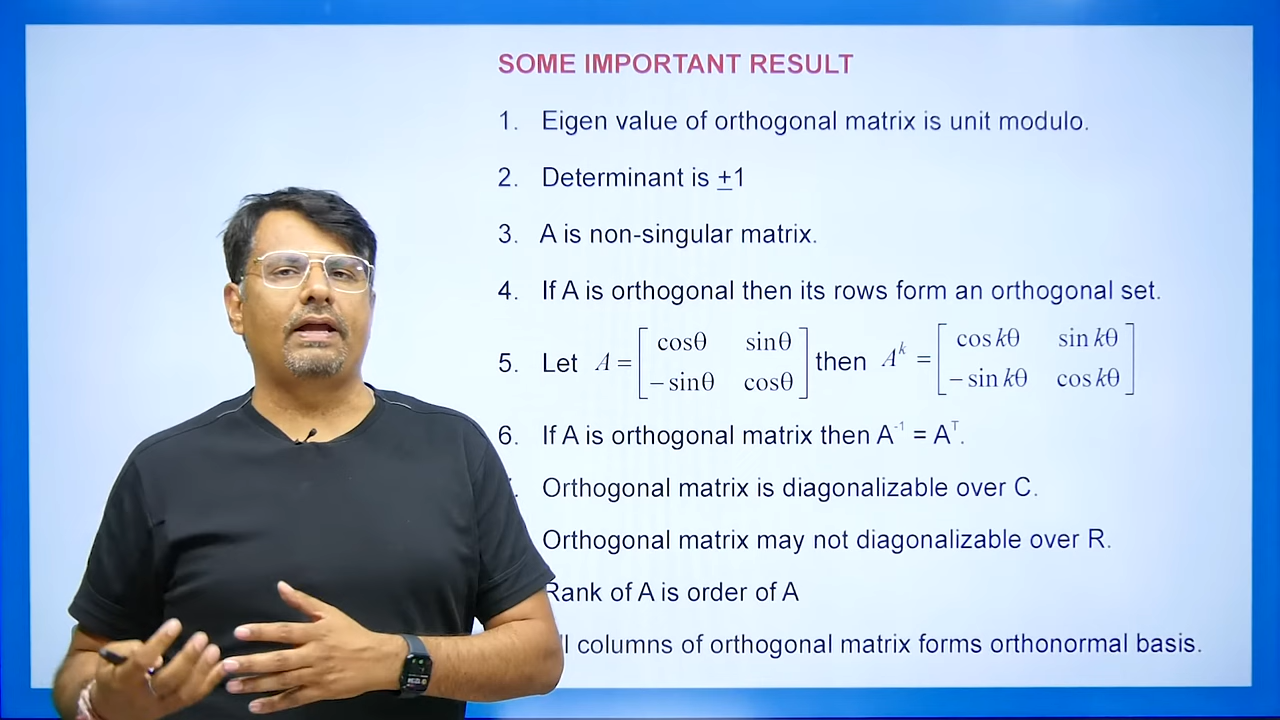 SOME IMPORTANT RESULT
1. Eigen value of orthogonal matrix is unit modulo.
2. Determinant is ±1
3. A is non-singular matrix.
4. If A is orthogonal then its rows form an orthogonal set.
5. Let A = [cosθ sinθ −sinθ cosθ] then A^k = [cos kθ sin kθ − sin kθ cos kθ]
6. If A is orthogonal matrix then A⁻¹ = Aᵀ.
Orthogonal matrix is diagonalizable over C.
Orthogonal matrix may not diagonalizable over R.
Rank of A is order of A
columns of orthogonal matrix forms orthonormal basis.